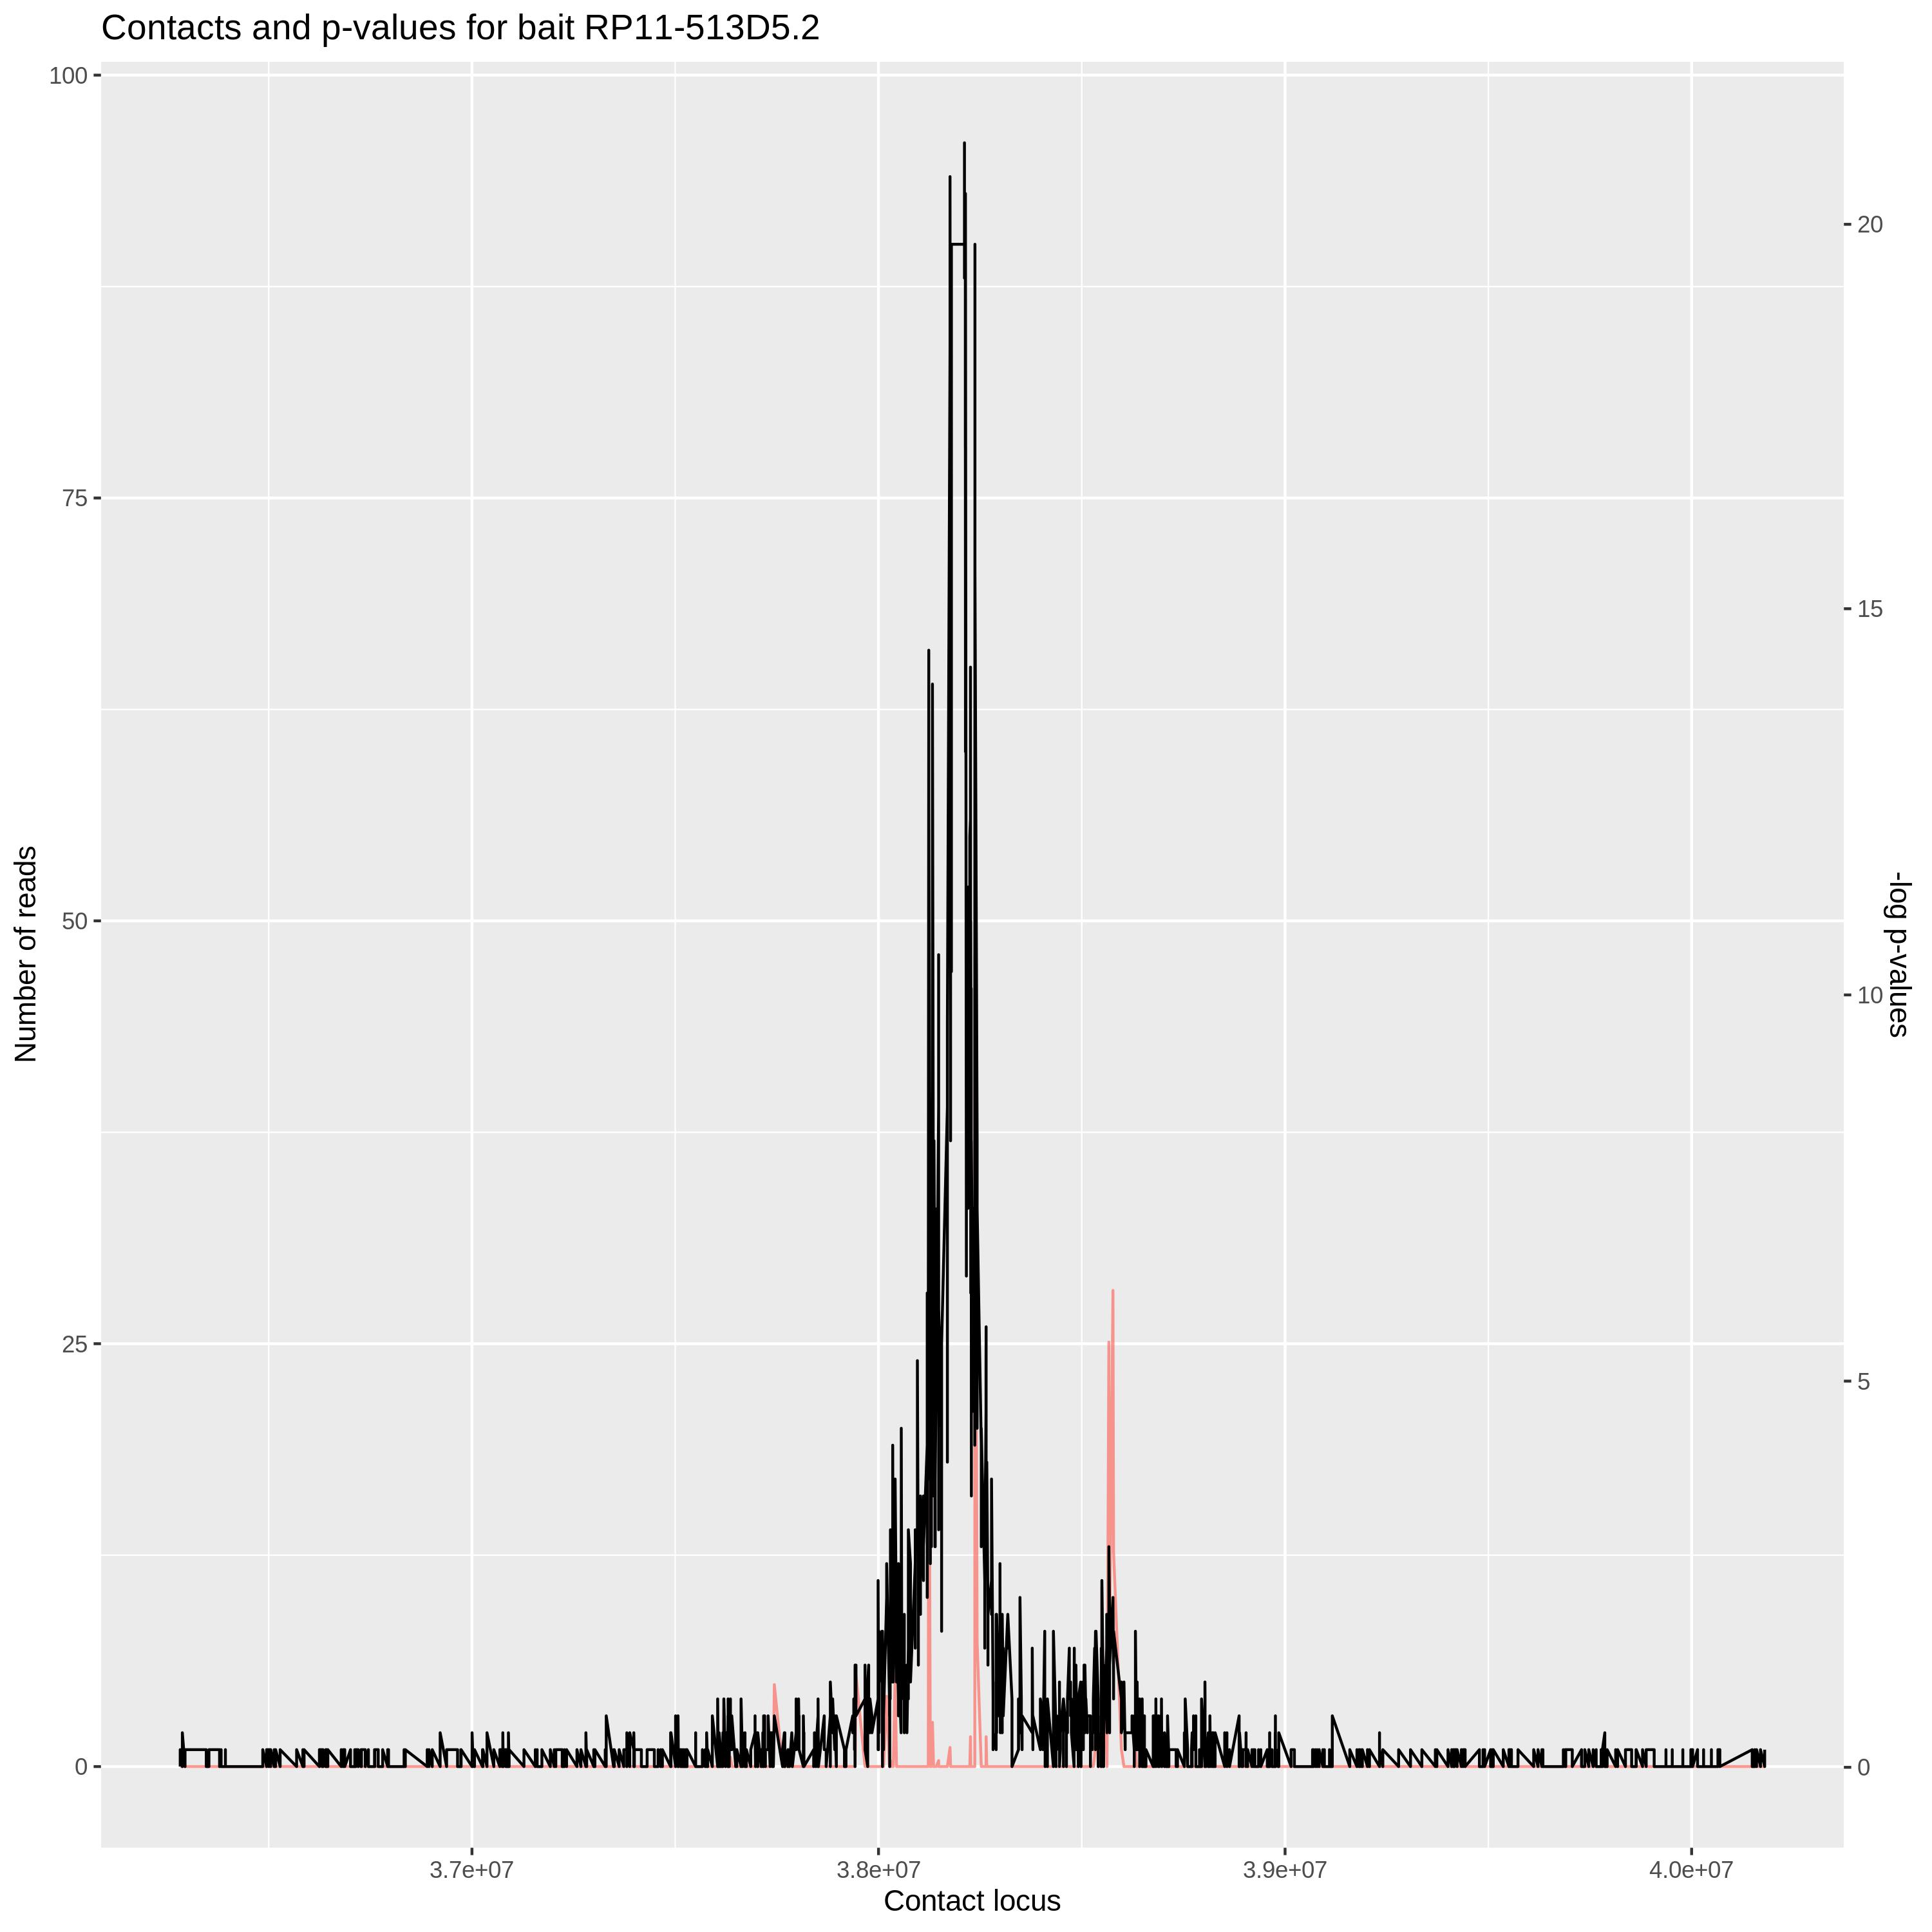 Contacts and p-values for bait RP11-513D5.2
100
75
50
25
0
Number of reads
20
15
10
5
0
-log p-values
3.7e+07
3.8e+07
3.9e+07
4.0e+07
Contact locus